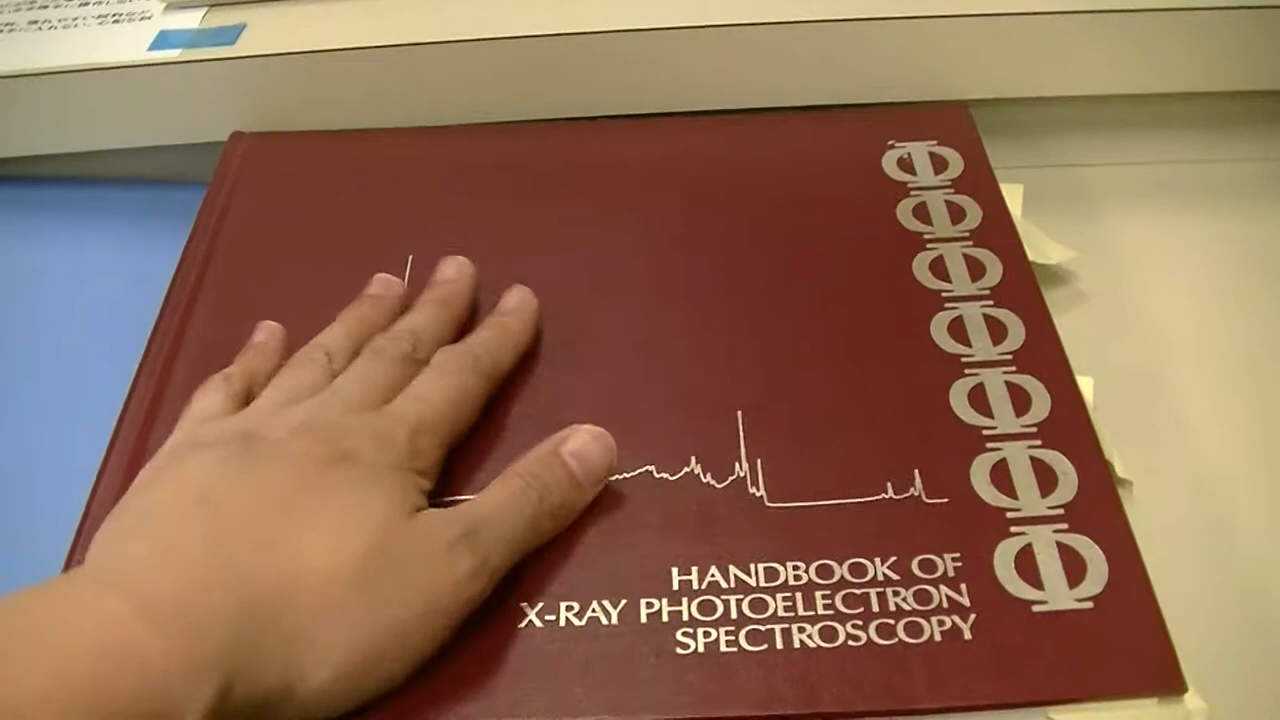 Φ
Φ
Φ
Φ
Φ
Φ
Φ
HANDBOOK OF
X-RAY PHOTOELECTRON
SPECTROSCOPY